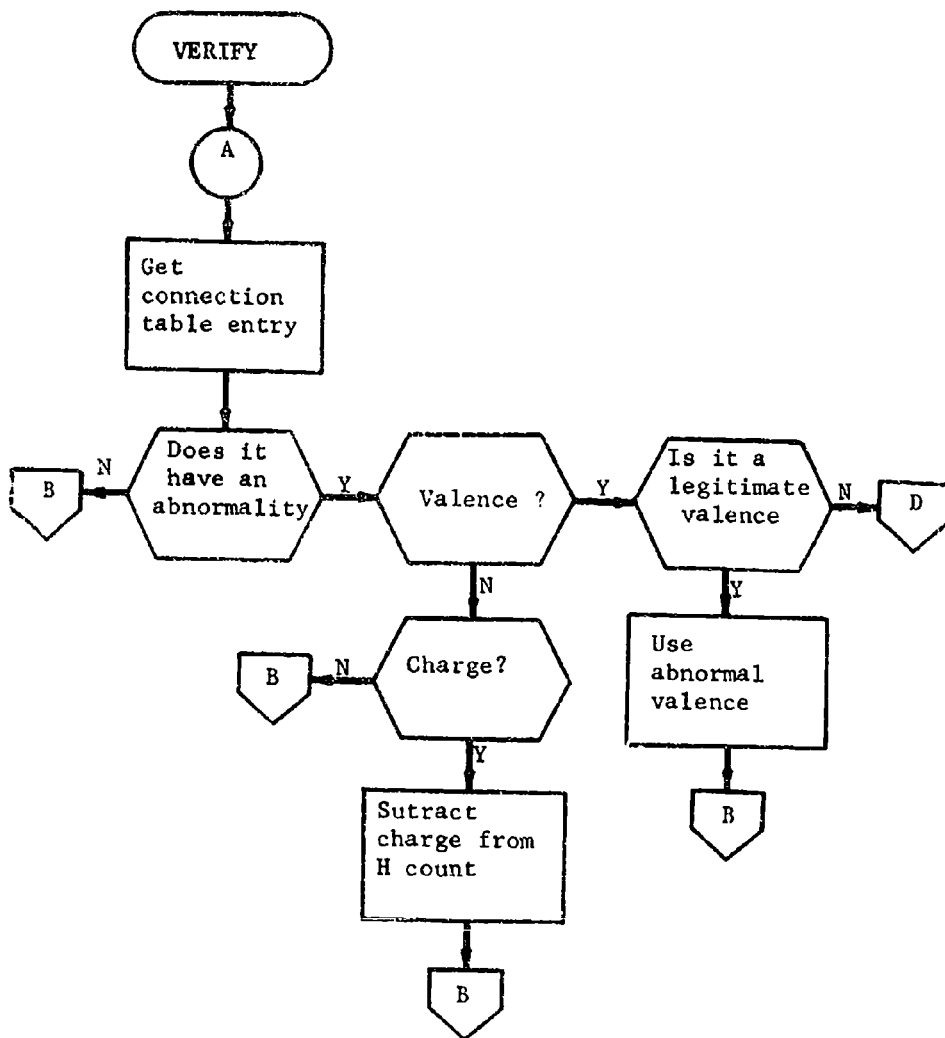 VERIFY
A
Get
connection
table entry
Does it
have an
abnormality
N
B
Y
Valence ?
Y
Is it a
legitimate
valence
N
D
N
Y
Charge?
N
B
Use
abnormal
valence
Y
B
Sutract
charge from
H count
B